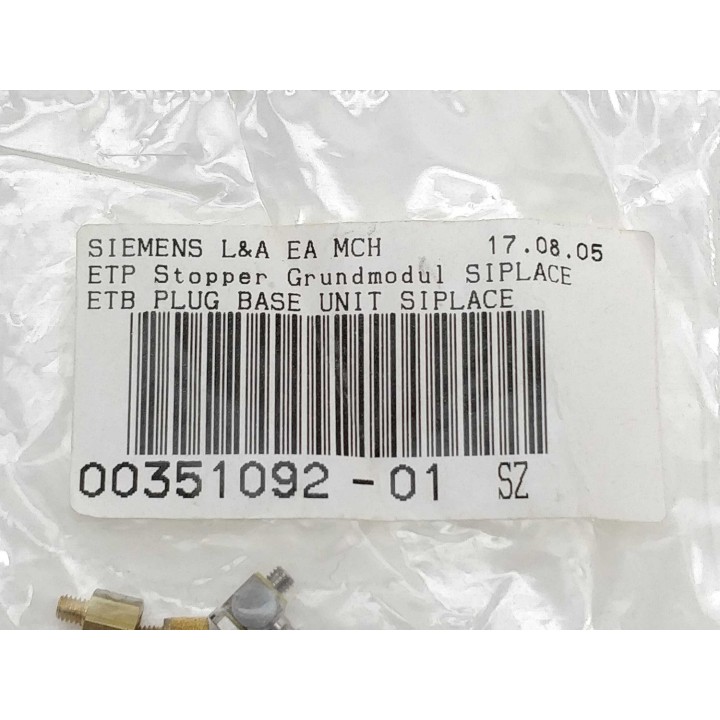 SIEMENS L&A EA MCH 17.08.05
ETP Stopper Grundmodul SIPLACE
ETB PLUG BASE UNIT SIPLACE
00351092-01 SZ